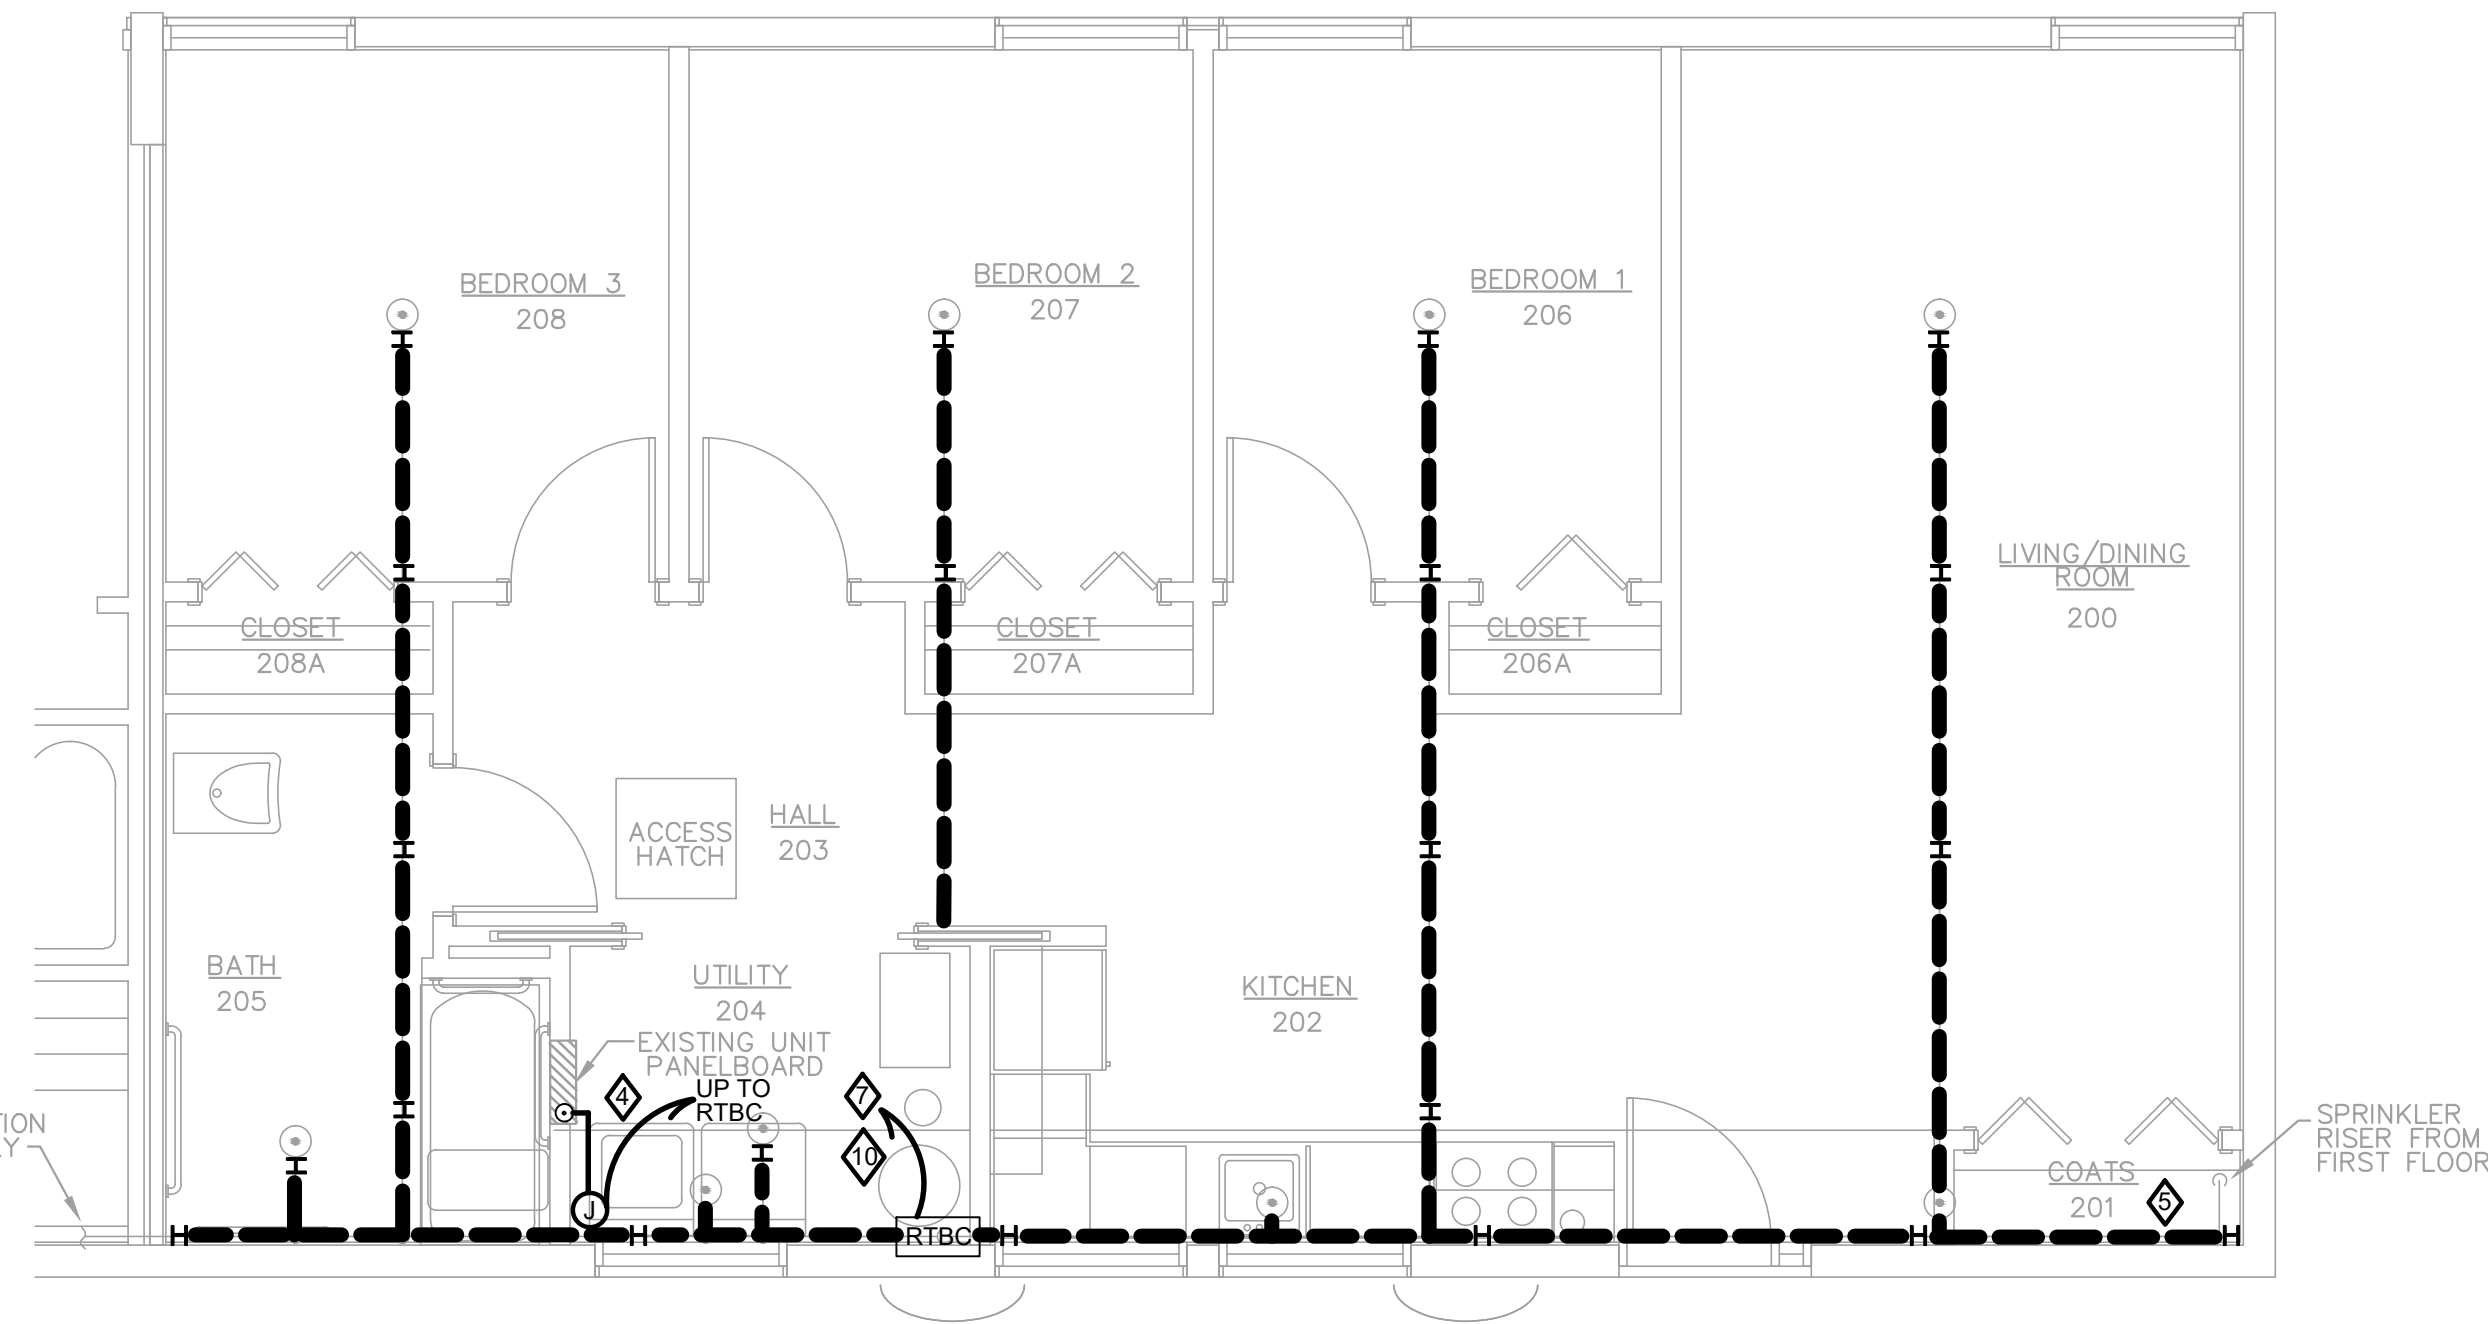 BEDROOM 3
208
BEDROOM 2
207
BEDROOM 1
206
LIVING/DINING
ROOM
200
CLOSET
208A
CLOSET
207A
CLOSET
206A
HALL
203
ACCESS
HATCH
BATH
205
UTILITY
204
KITCHEN
202
EXISTING UNIT
PANELBOARD
4
UP TO
RTBC
7
10
J
RTBC
COATS
201
5
SPRINKLER
RISER FROM
FIRST FLOOR
TION
Y